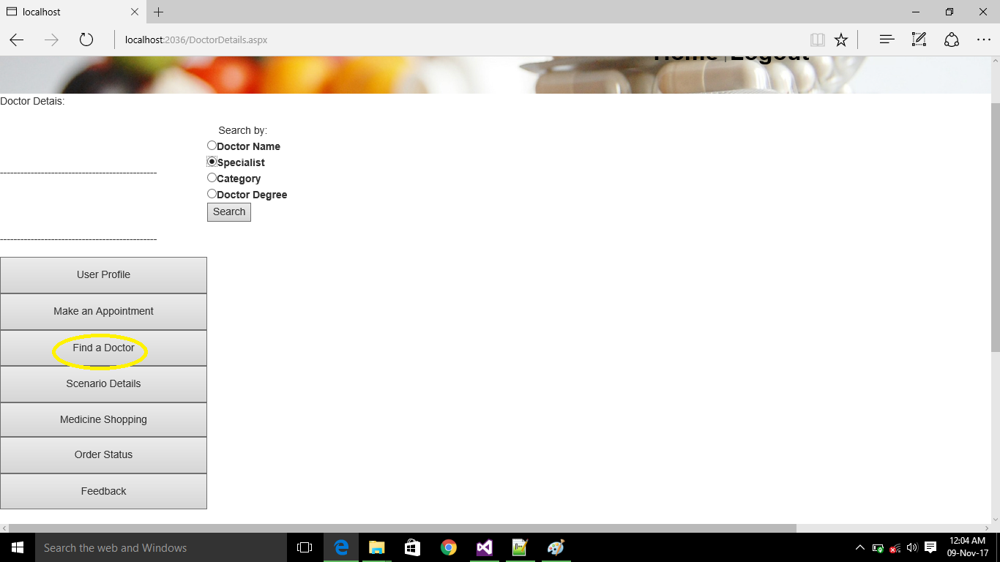 localhost
localhost:2036/DoctorDetails.aspx
Home | Logout
Doctor Detais:
Search by:
Doctor Name
Specialist
---------------------------------------------
Category
Doctor Degree
Search
---------------------------------------------
User Profile
Make an Appointment
Find a Doctor
Scenario Details
Medicine Shopping
Order Status
Feedback
Search the web and Windows
12:04 AM
09-Nov-17